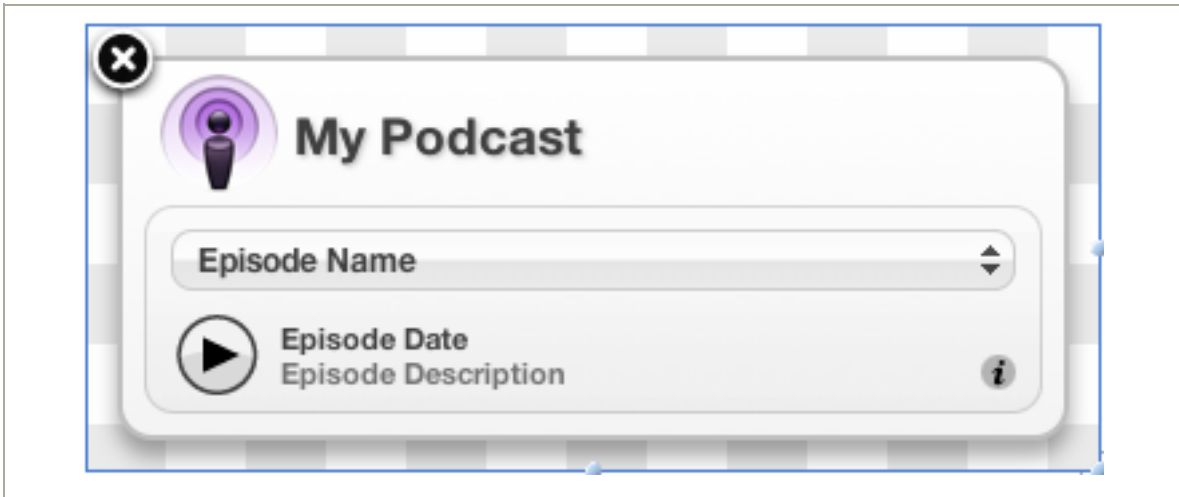 My Podcast
Episode Name
Episode Date
Episode Description
i